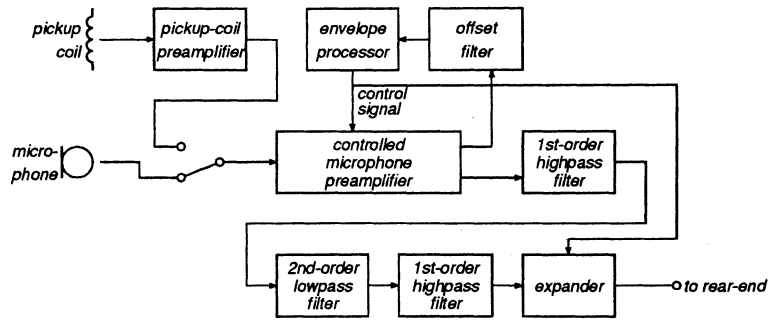 pickup
coil
pickup-coil
preamplifier
envelope
processor
offset
filter
control
signal
micro-
phone
controlled
microphone
preamplifier
1st-order
highpass
filter
2nd-order
lowpass
filter
1st-order
highpass
filter
expander
to rear-end